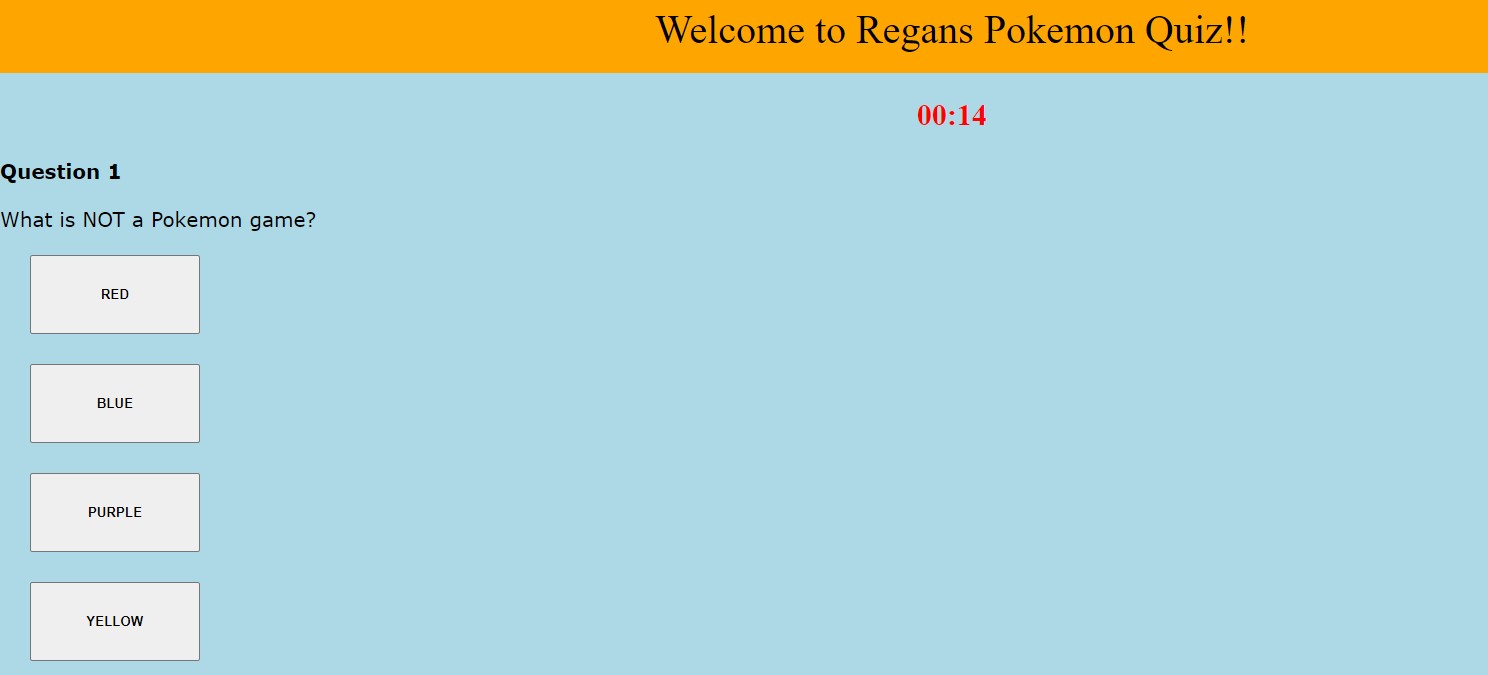 Welcome to Regans Pokemon Quiz!!
00:14
Question 1
What is NOT a Pokemon game?
RED
BLUE
PURPLE
YELLOW